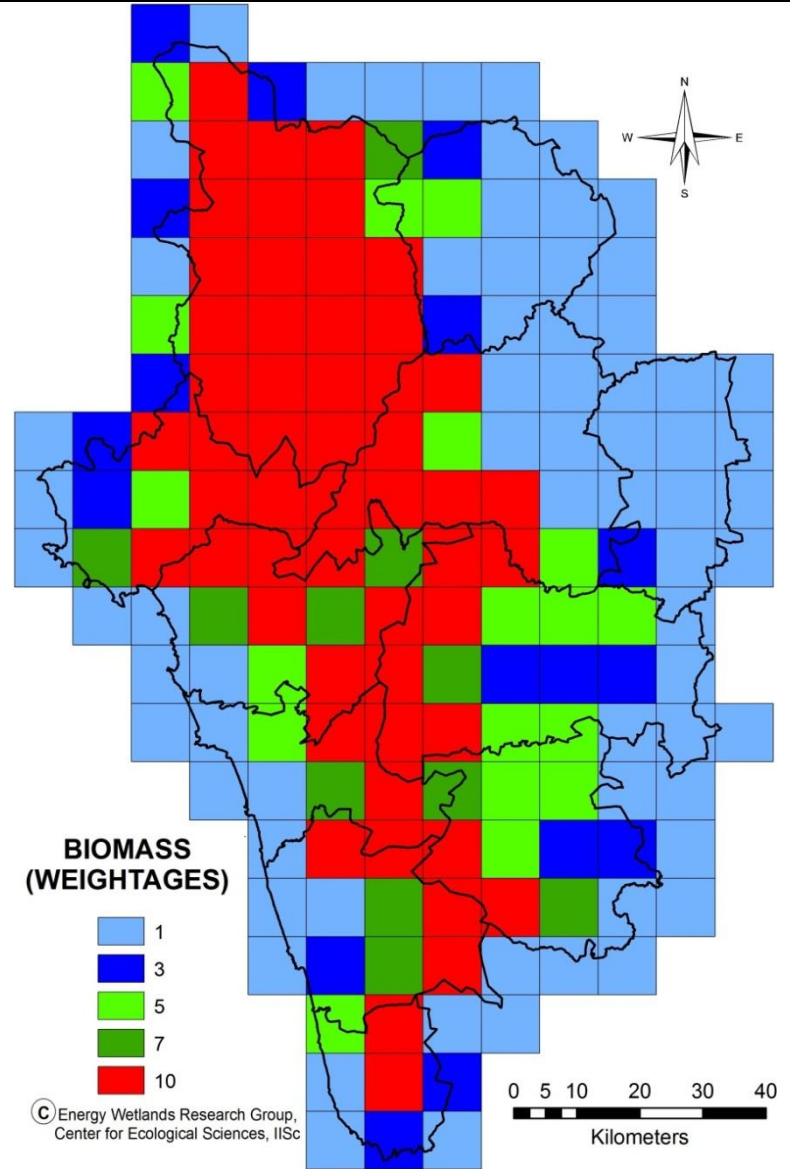 N
W E
S
BIOMASS
(WEIGHTAGES)
1
3
5
7
10
C Energy Wetlands Research Group,
Center for Ecological Sciences, IISc
0 5 10 20 30 40
Kilometers